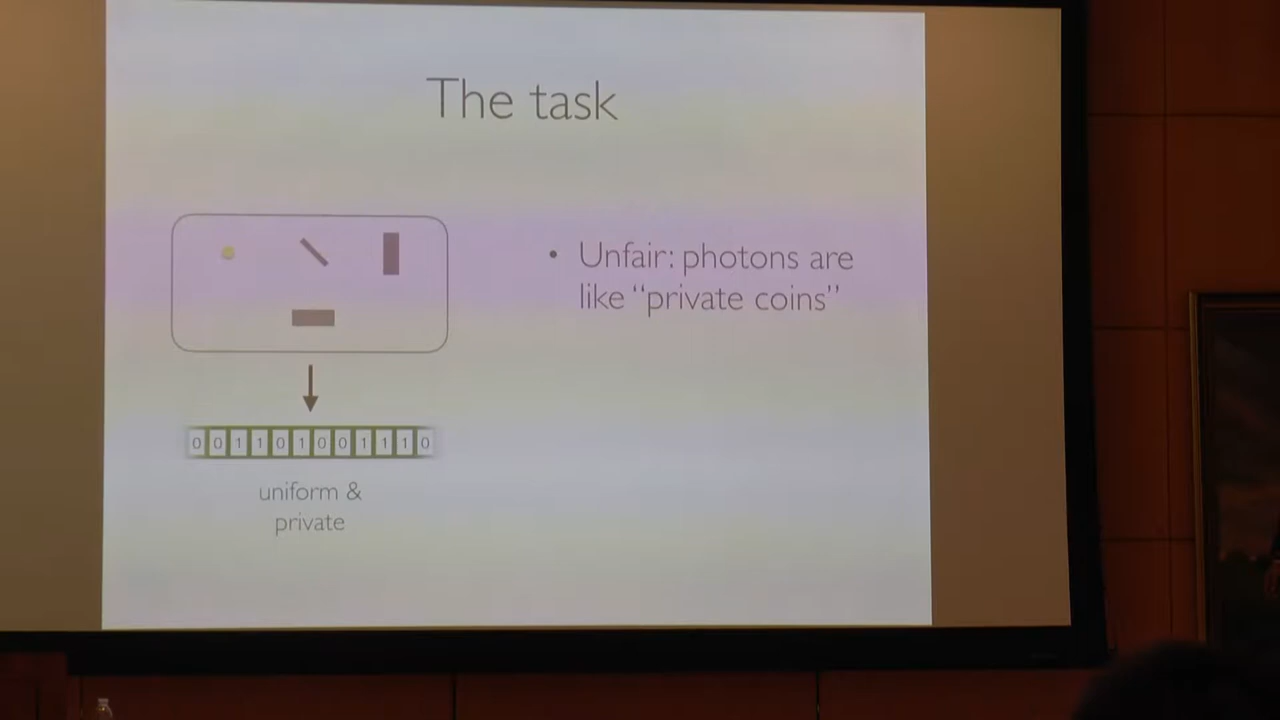 The task
• Unfair: photons are
like “private coins”
0 0 1 1 0 1 0 0 1 1 1 0
uniform &
private